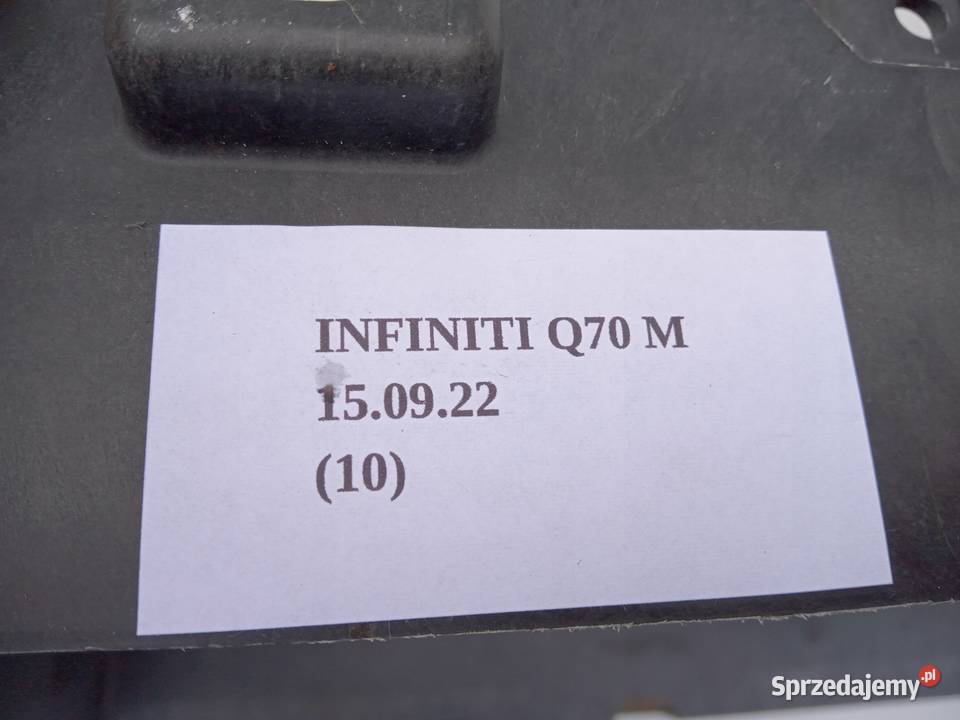 INFINITI Q70 M
15.09.22
(10)
Sprzedajemy.pl